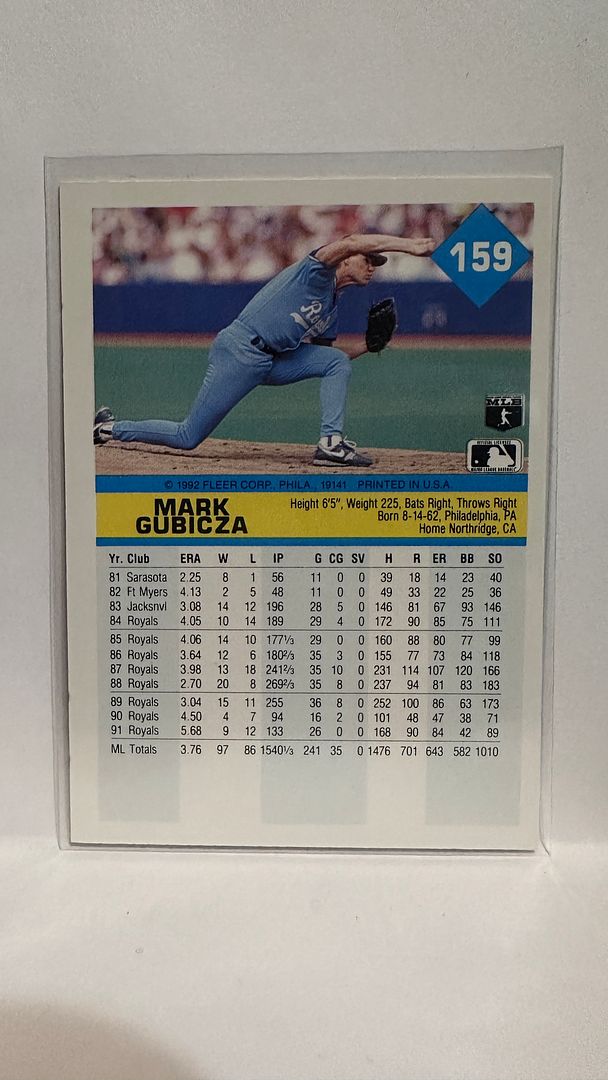 159
Royals
MLB
OFFICIAL LICENSEE
MAJOR LEAGUE BASEBALL
© 1992 FLEER CORP., PHILA., 19141 PRINTED IN U.S.A.
MARK
GUBICZA
Height 6'5", Weight 225, Bats Right, Throws Right
Born 8-14-62, Philadelphia, PA
Home Northridge, CA
Yr. Club ERA W L IP G CG SV H R ER BB SO
81 Sarasota 2.25 8 1 56 11 0 0 39 18 14 23 40
82 Ft Myers 4.13 2 5 48 11 0 0 49 33 22 25 36
83 Jacksnvl 3.08 14 12 196 28 5 0 146 81 67 93 146
84 Royals 4.05 10 14 189 29 4 0 172 90 85 75 111
85 Royals 4.06 14 10 177⅓ 29 0 0 160 88 80 77 99
86 Royals 3.64 12 6 180⅔ 35 3 0 155 77 73 84 118
87 Royals 3.98 13 18 241⅔ 35 10 0 231 114 107 120 166
88 Royals 2.70 20 8 269⅔ 35 8 0 237 94 81 83 183
89 Royals 3.04 15 11 255 36 8 0 252 100 86 63 173
90 Royals 4.50 4 7 94 16 2 0 101 48 47 38 71
91 Royals 5.68 9 12 133 26 0 0 168 90 84 42 89
ML Totals 3.76 97 86 1540⅓ 241 35 0 1476 701 643 582 1010